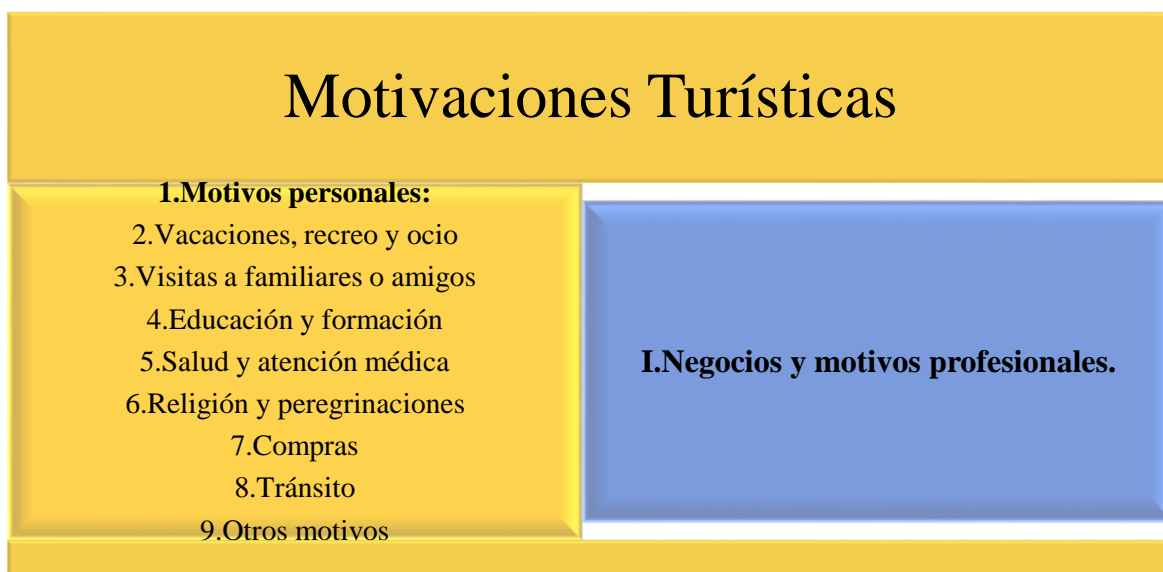 Motivaciones Turísticas
1.Motivos personales:
2.Vacaciones, recreo y ocio
3.Visitas a familiares o amigos
4.Educación y formación
5.Salud y atención médica
6.Religión y peregrinaciones
7.Compras
8.Tránsito
9.Otros motivos
I.Negocios y motivos profesionales.